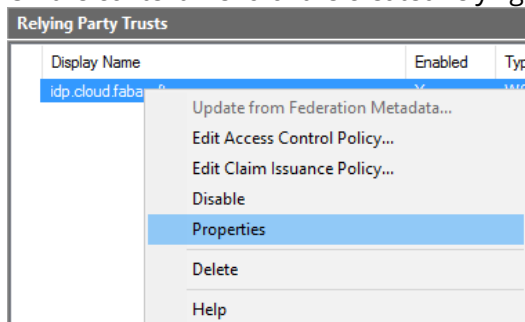 Relying Party Trusts
Display Name Enabled
idp.cloud.faba
Update from Federation Metadata...
Edit Access Control Policy...
Edit Claim Issuance Policy...
Disable
Properties
Delete
Help